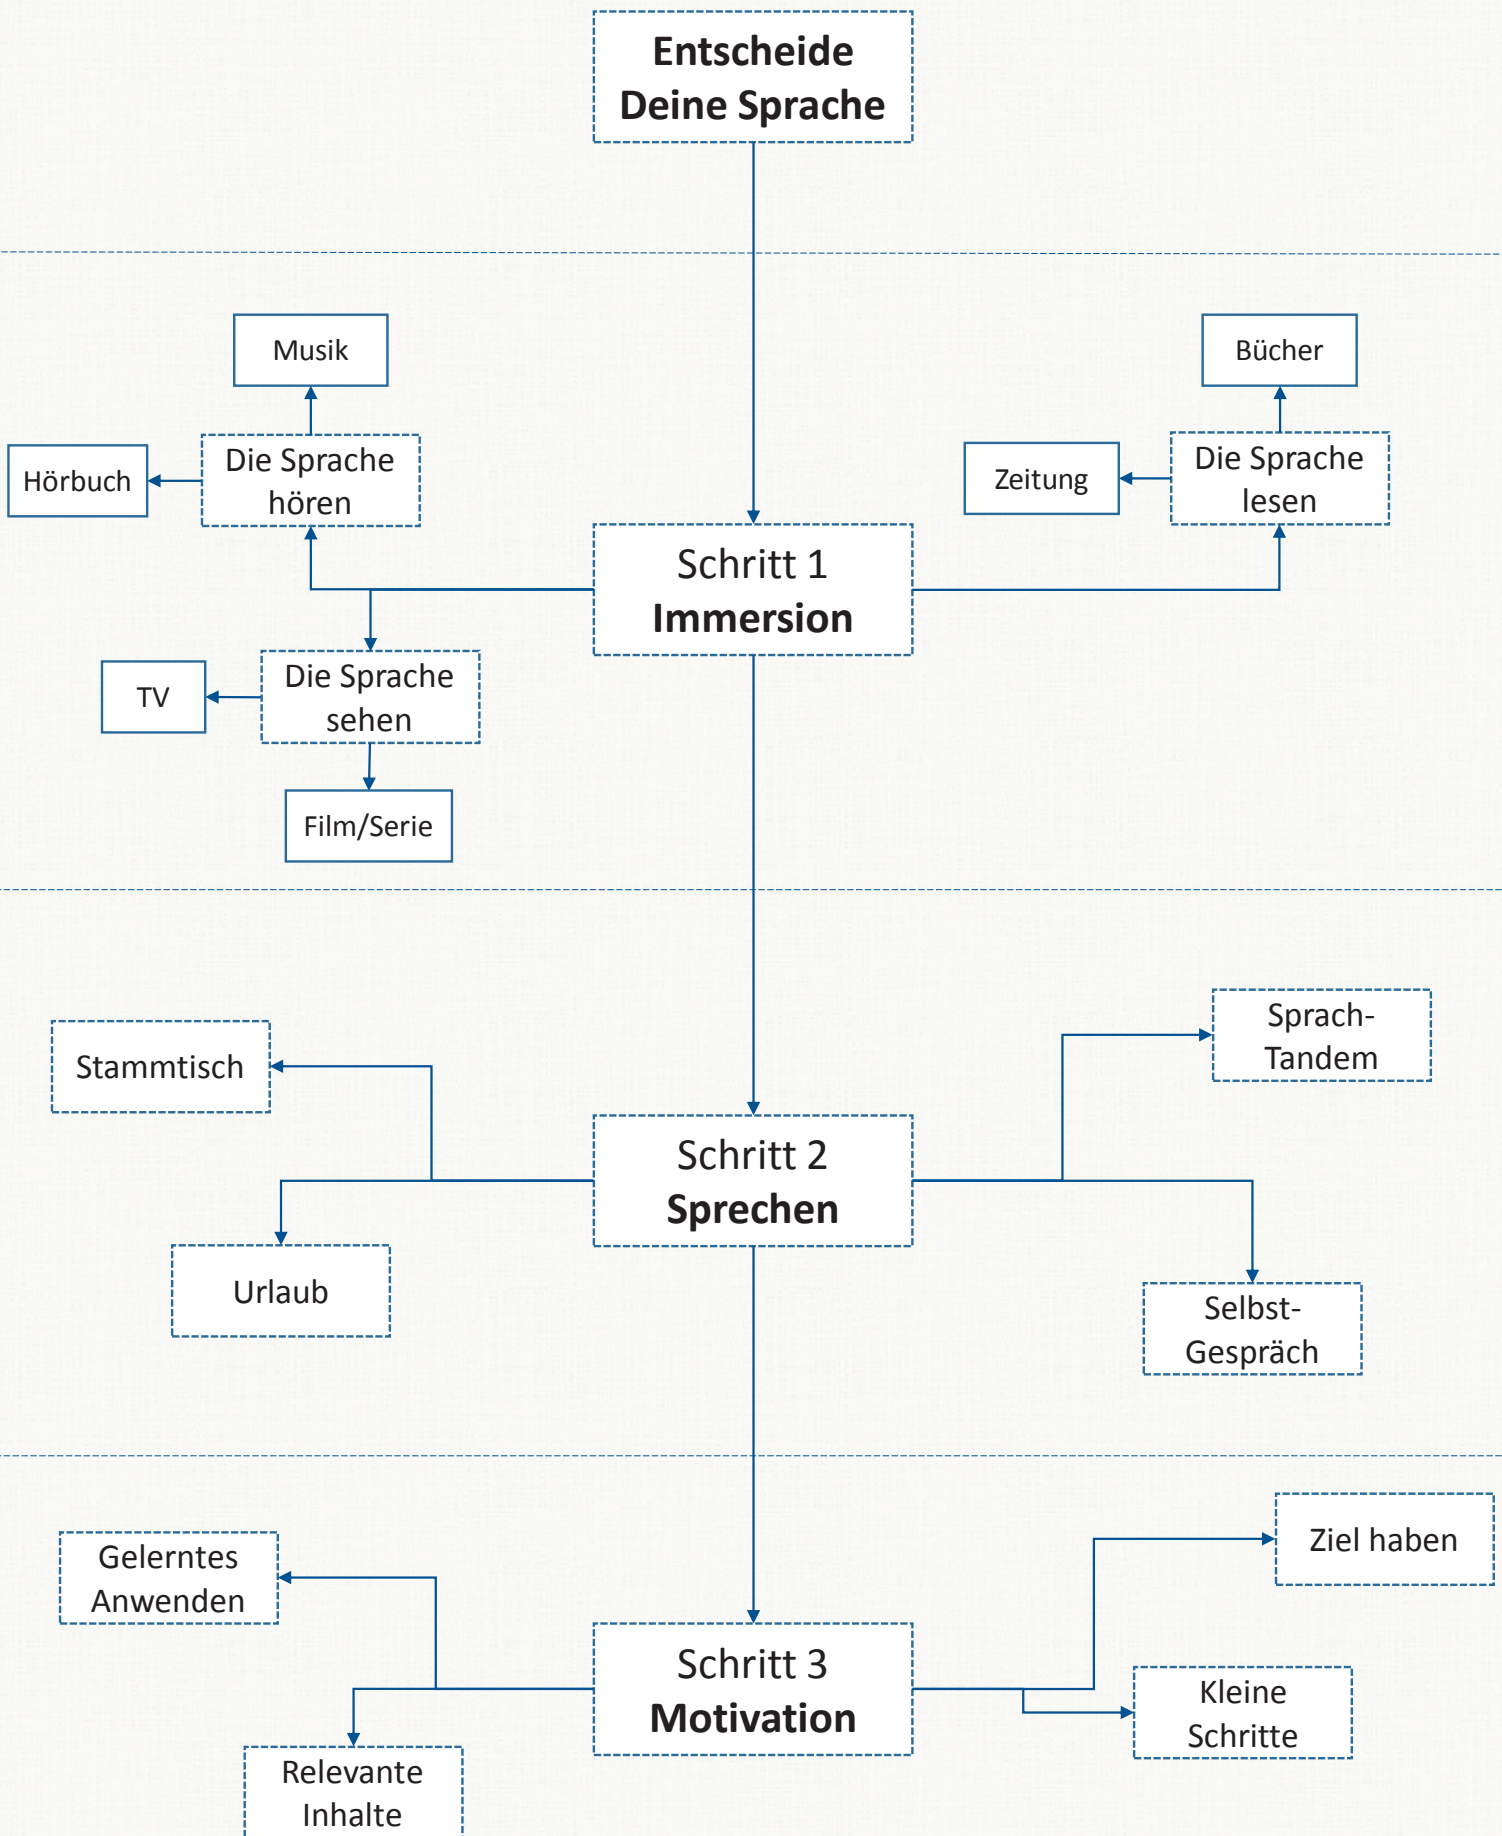 Entscheide
Deine Sprache
Musik
Bücher
Die Sprache
hören
Hörbuch
Die Sprache
lesen
Zeitung
Schritt 1
Immersion
Die Sprache
sehen
TV
Film/Serie
Sprach-
Tandem
Stammtisch
Schritt 2
Sprechen
Urlaub
Selbst-
Gespräch
Ziel haben
Gelerntes
Anwenden
Schritt 3
Motivation
Kleine
Schritte
Relevante
Inhalte